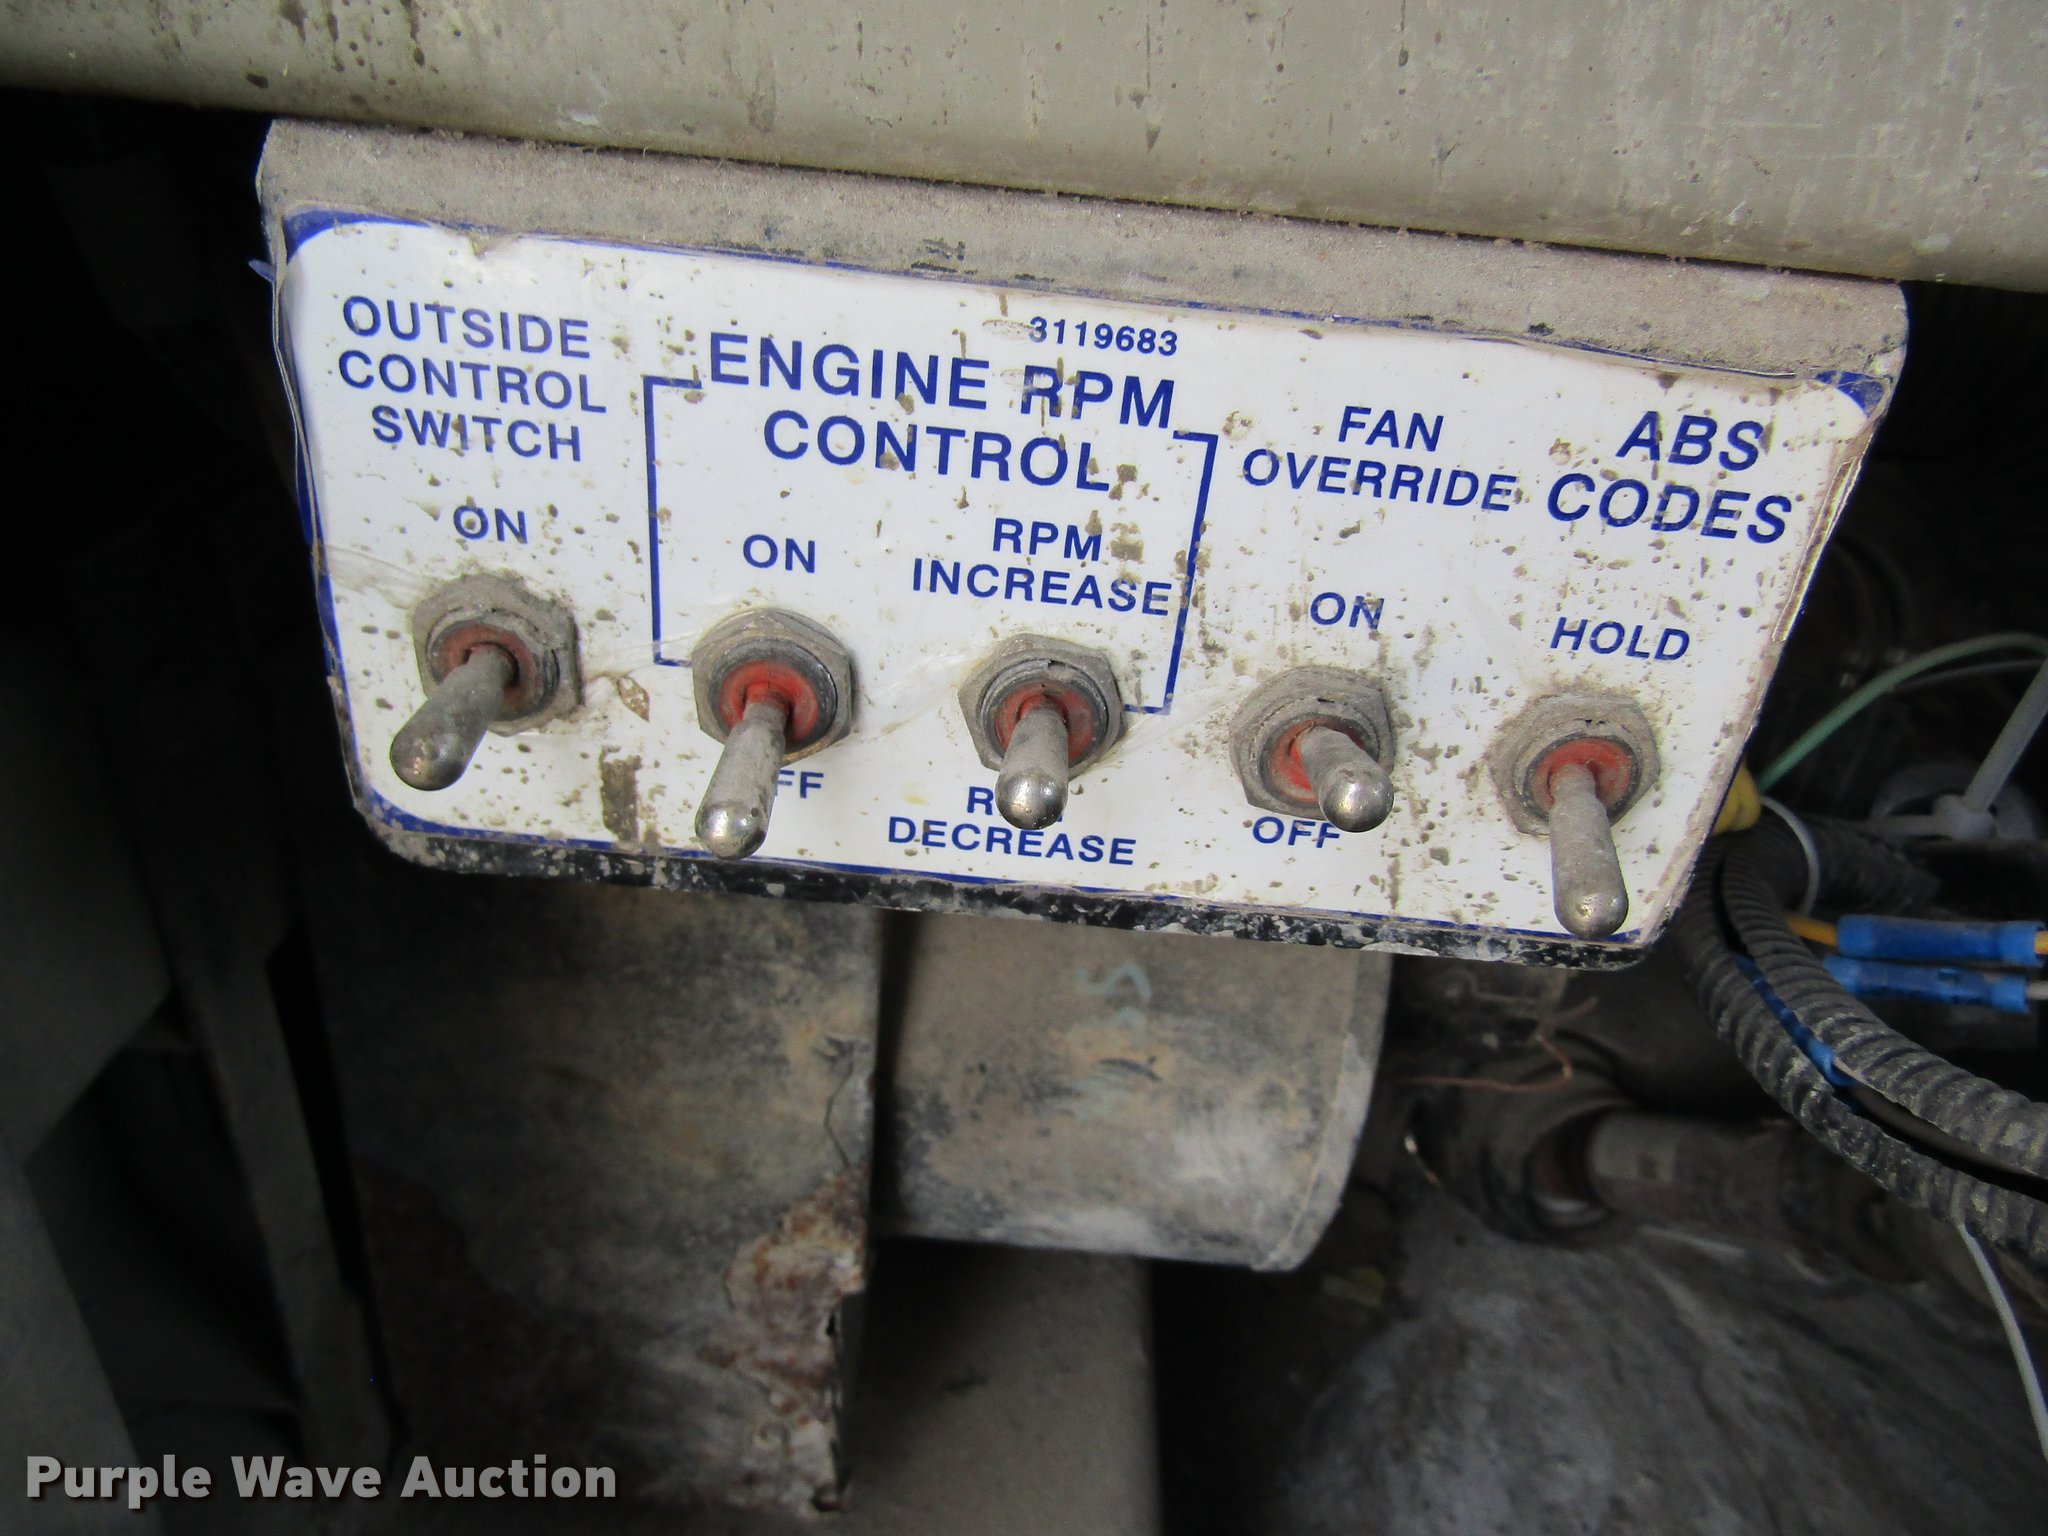 3119683
OUTSIDE
CONTROL
SWITCH
ON
ENGINE RPM
CONTROL
ON
RPM
INCREASE
DECREASE
FAN
OVERRIDE
ON
OFF
ABS
CODES
HOLD
Purple Wave Auction